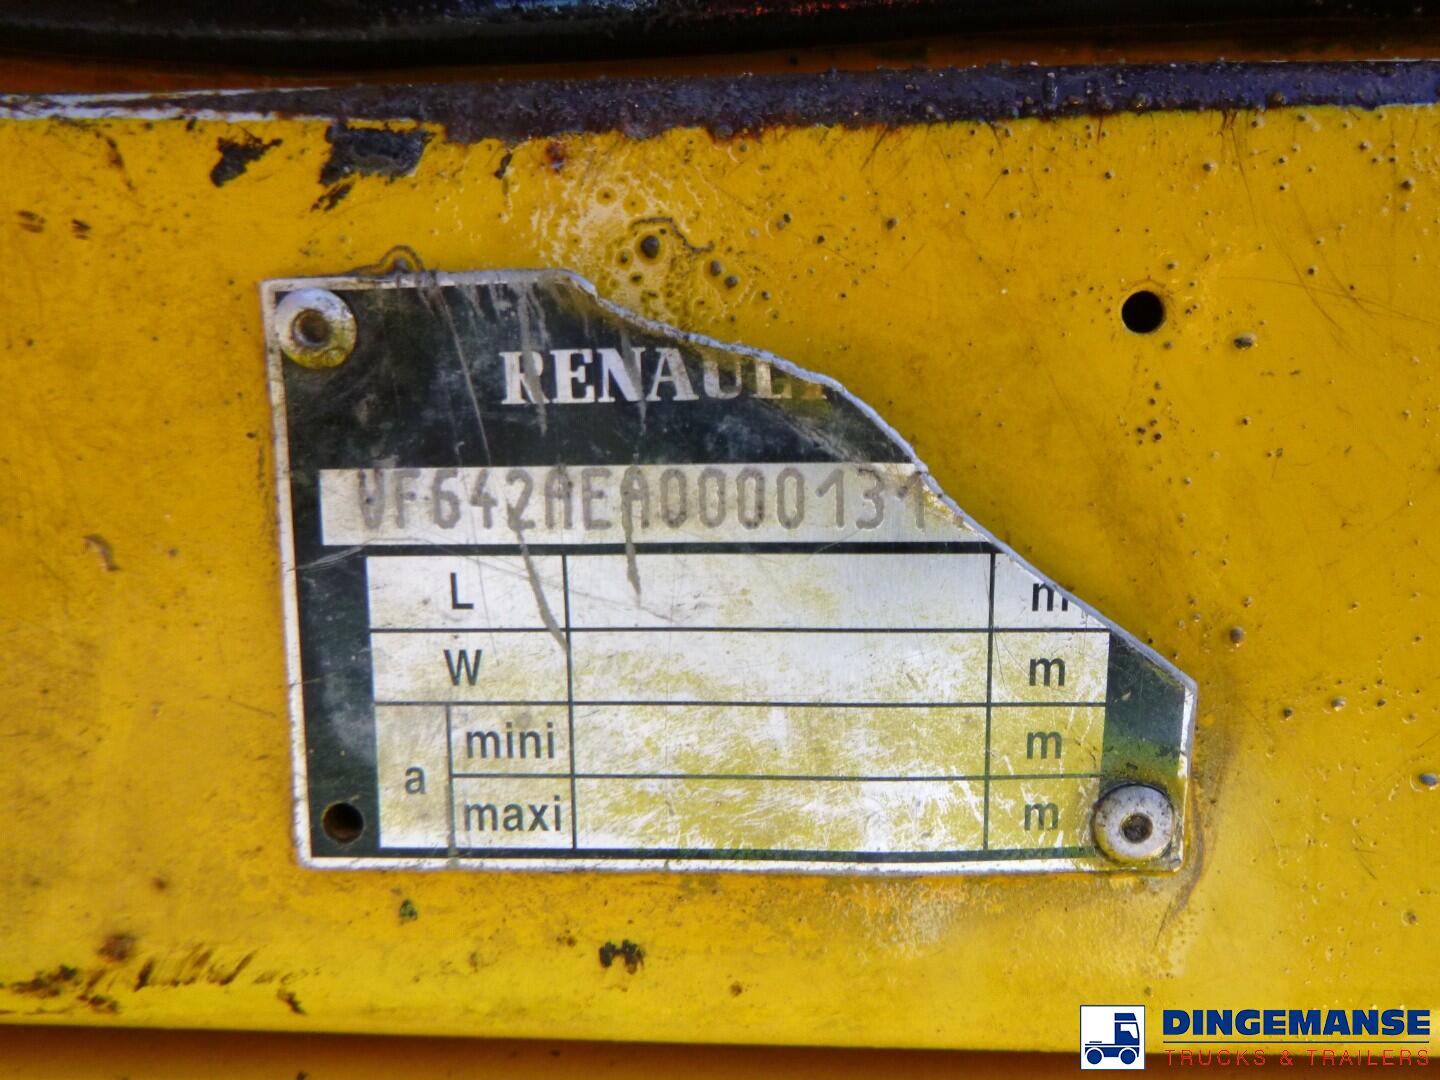 RENAULT
VF642AEA0000131
L m
W m
a mini m
maxi m
DINGEMANSE
TRUCKS & TRAILERS